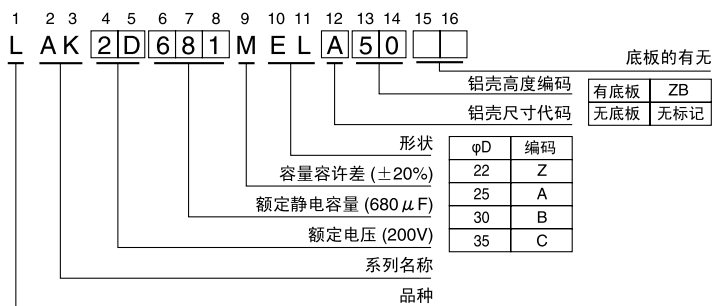 1 2 3 4 5 6 7 8 9 10 11 12 13 14 15 16
L A K 2 D 6 8 1 M E L A 5 0
底板的有无
铝壳高度编码
有底板 ZB
铝壳尺寸代码
无底板 无标记
形状
φD 编码
容量容许差 (±20%)
22 Z
25 A
额定静电容量 (680μF)
30 B
额定电压 (200V)
35 C
系列名称
品种